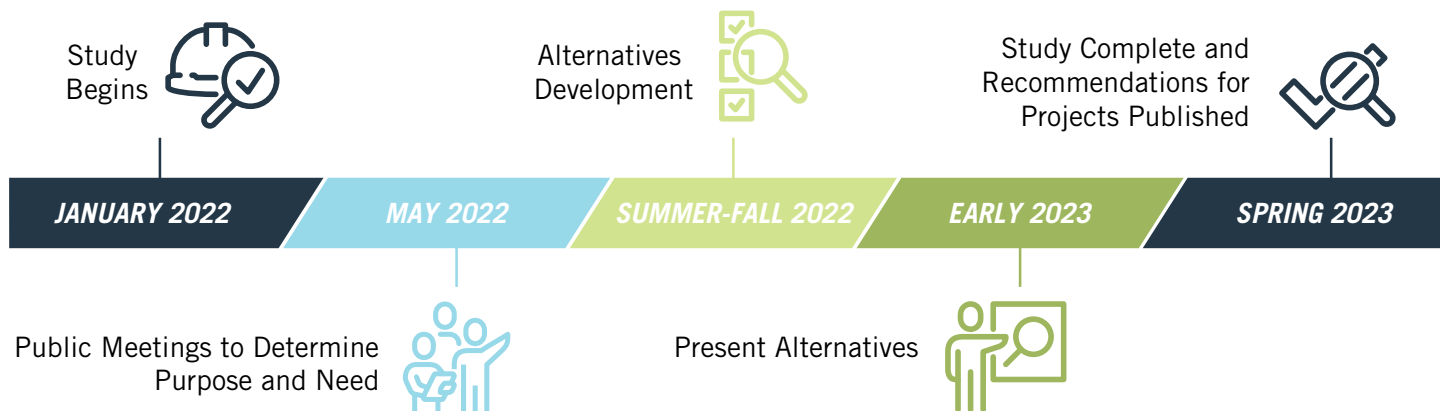 Study
Begins
Alternatives
Development
Study Complete and
Recommendations for
Projects Published
JANUARY 2022
MAY 2022
SUMMER-FALL 2022
EARLY 2023
SPRING 2023
Public Meetings to Determine
Purpose and Need
Present Alternatives